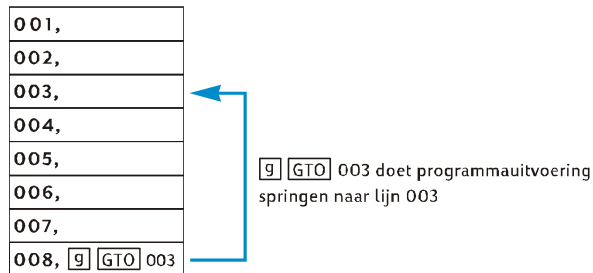 001,
002,
003,
004,
005,
006,
007,
008, g GTO 003
g GTO 003 doet programmauitvoering
springen naar lijn 003